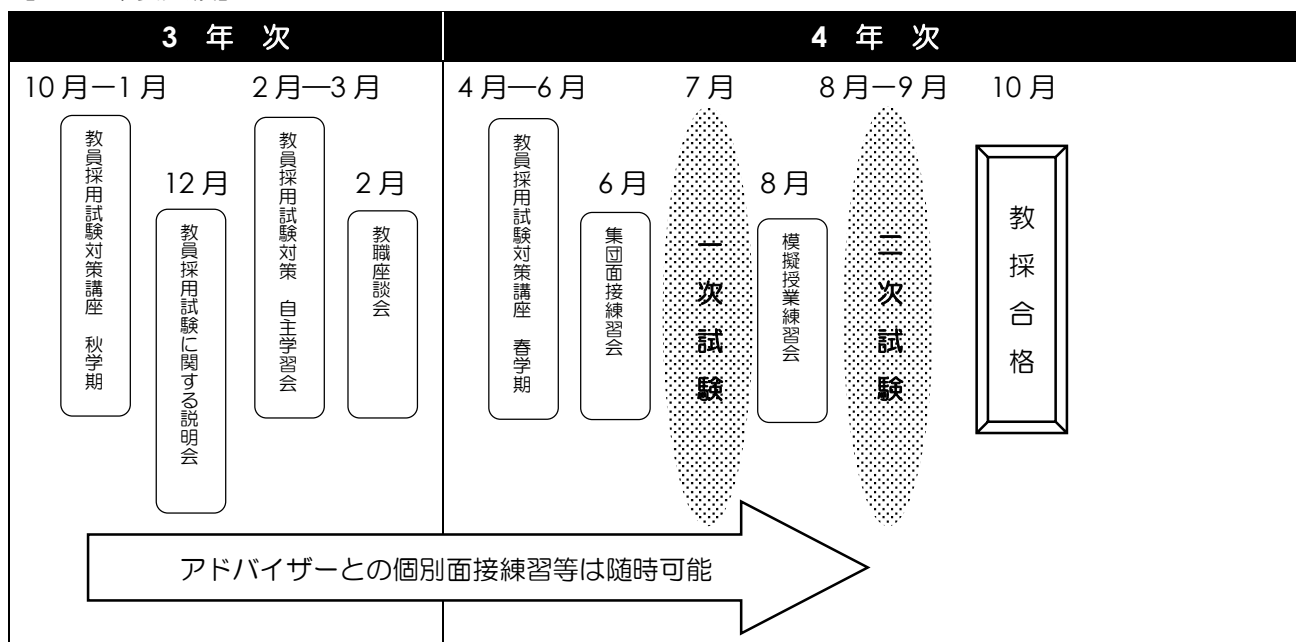 3 年 次
4 年 次
10月ー1月
教員採用試験対策講座 秋学期
12月
教員採用試験に関する説明会
2月―3月
教員採用試験対策 自主学習会
2月
教職座談会
4月―6月
教員採用試験対策講座 春学期
6月
集団面接練習会
7月
一次試験
8月
模擬授業練習会
8月ー9月
二次試験
10月
教採合格
アドバイザーとの個別面接練習等は随時可能